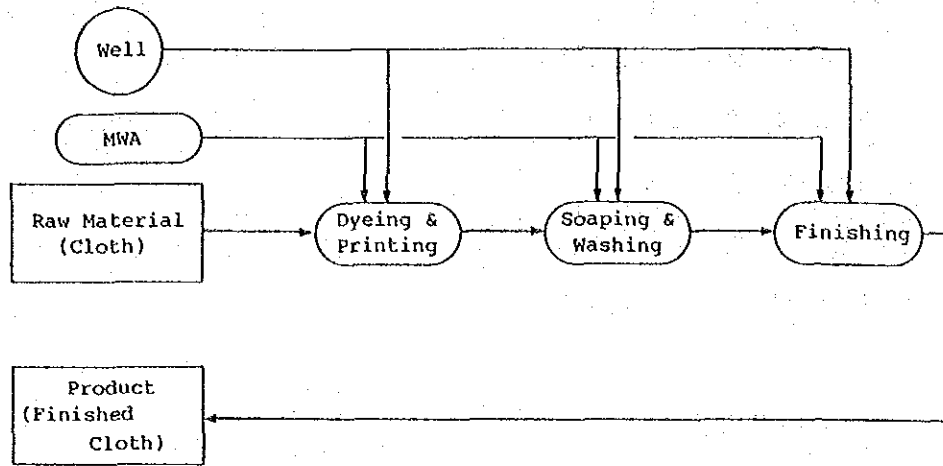 Well
MWA
Raw Material
(Cloth)
Dyeing &
Printing
Soaping &
Washing
Finishing
Product
(Finished
Cloth)